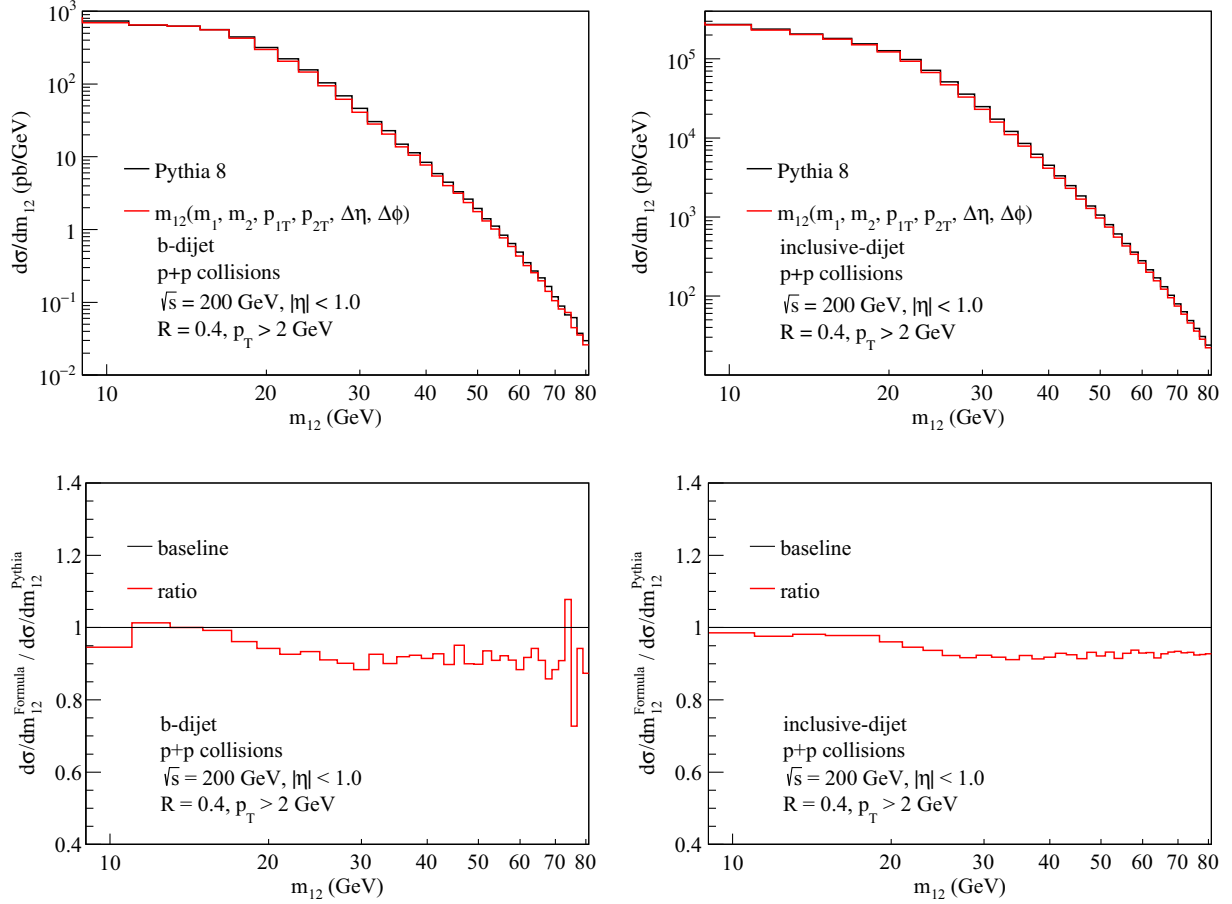 10³
10²
10
1
10⁻¹
10⁻²
dσ/dm₁₂ (pb/GeV)
Pythia 8
m₁₂(m₁, m₂, p₁T, p₂T, Δη, Δϕ)
b-dijet
p+p collisions
√s = 200 GeV, |η| < 1.0
R = 0.4, p_T > 2 GeV
10 20 30 40 50 60 70 80
m₁₂ (GeV)
10⁵
10⁴
10³
10²
dσ/dm₁₂ (pb/GeV)
Pythia 8
m₁₂(m₁, m₂, p₁T, p₂T, Δη, Δϕ)
inclusive-dijet
p+p collisions
√s = 200 GeV, |η| < 1.0
R = 0.4, p_T > 2 GeV
10 20 30 40 50 60 70 80
m₁₂ (GeV)
1.4
1.2
1
0.8
0.6
0.4
dσ/dm₁₂^Formula / dσ/dm₁₂^Pythia
baseline
ratio
b-dijet
p+p collisions
√s = 200 GeV, |η| < 1.0
R = 0.4, p_T > 2 GeV
10 20 30 40 50 60 70 80
m₁₂ (GeV)
1.4
1.2
1
0.8
0.6
0.4
dσ/dm₁₂^Formula / dσ/dm₁₂^Pythia
baseline
ratio
inclusive-dijet
p+p collisions
√s = 200 GeV, |η| < 1.0
R = 0.4, p_T > 2 GeV
10 20 30 40 50 60 70 80
m₁₂ (GeV)